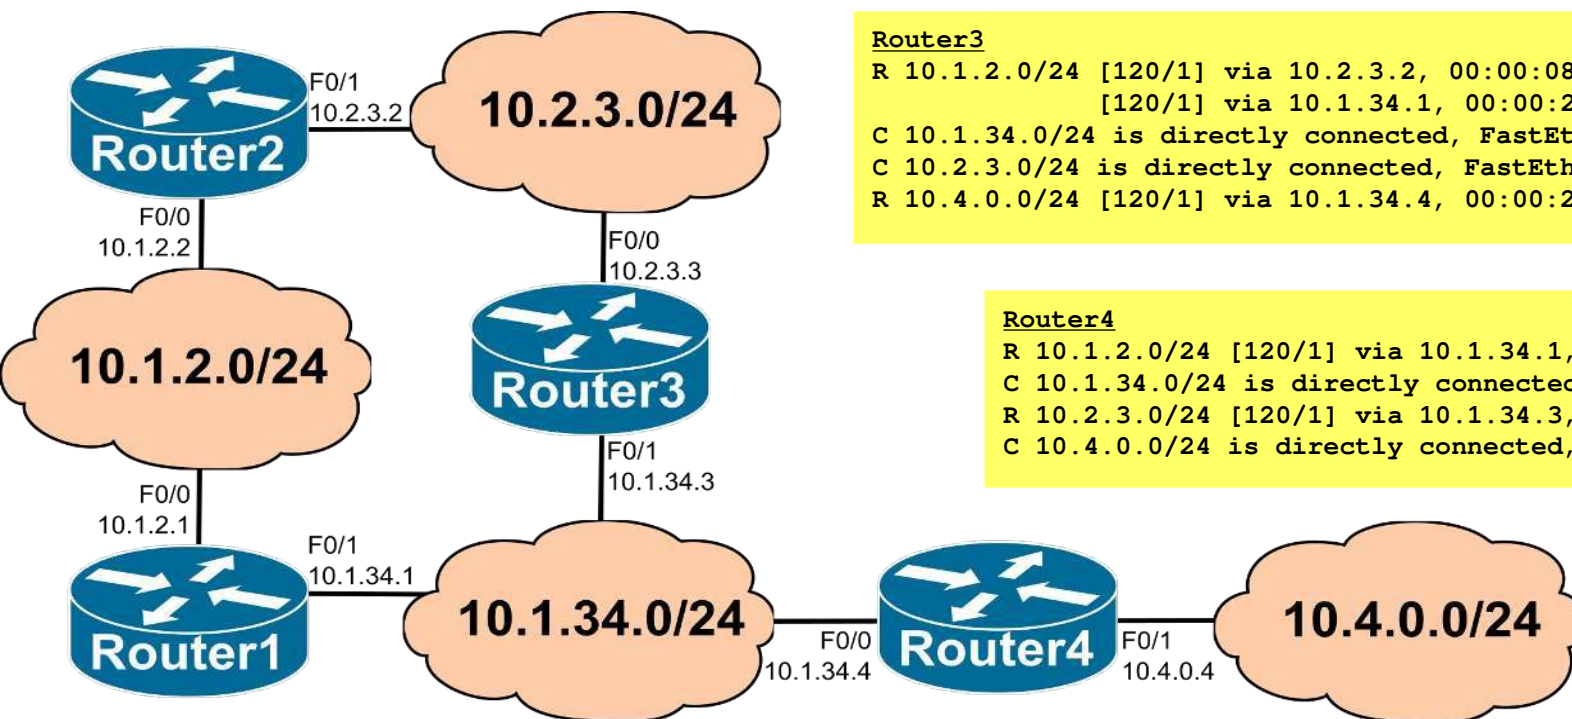 Router3
R 10.1.2.0/24 [120/1] via 10.2.3.2, 00:00:08
[120/1] via 10.1.34.1, 00:00:2
C 10.1.34.0/24 is directly connected, FastEt
C 10.2.3.0/24 is directly connected, FastEth
R 10.4.0.0/24 [120/1] via 10.1.34.4, 00:00:2
F0/1
10.2.3.2
10.2.3.0/24
Router2
F0/0
10.1.2.2
F0/0
10.2.3.3
Router4
R 10.1.2.0/24 [120/1] via 10.1.34.1,
C 10.1.34.0/24 is directly connected
R 10.2.3.0/24 [120/1] via 10.1.34.3,
C 10.4.0.0/24 is directly connected,
10.1.2.0/24
Router3
F0/1
10.1.34.3
F0/0
10.1.2.1
F0/1
10.1.34.1
Router1
10.1.34.0/24
F0/0
10.1.34.4
Router4
F0/1
10.4.0.4
10.4.0.0/24